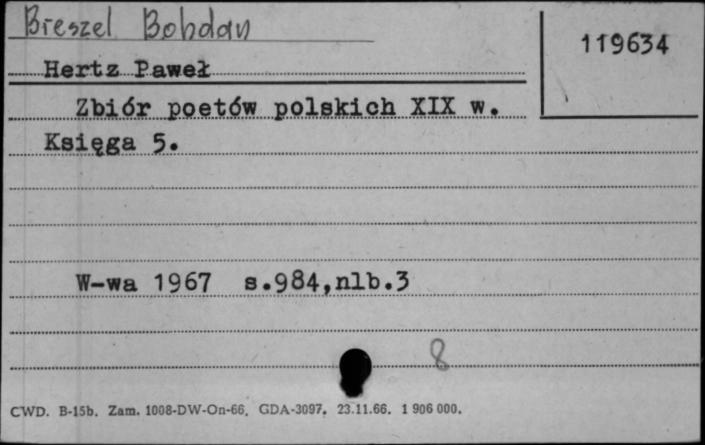 Breszel Bohdan
119634
Hertz Paweł
Zbiór poetów polskich XIX w.
Księga 5.
W-wa 1967 s.984,nlb.3
8
CWD. B-15b. Zam. 1008-DW-On-66. GDA-3097. 23.11.66. 1 906 000.